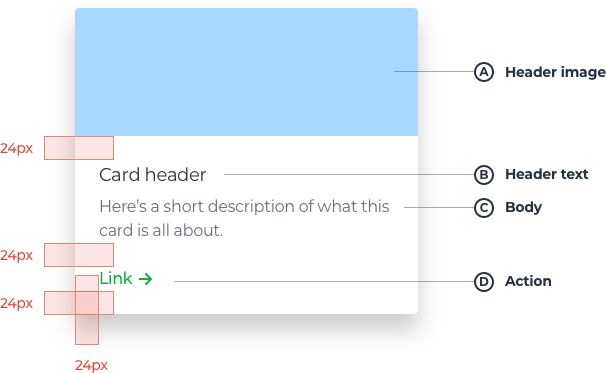 A Header image
24px
Card header
B Header text
Here's a short description of what this
C Body
card is all about.
24px
Link →
D Action
24px
24px